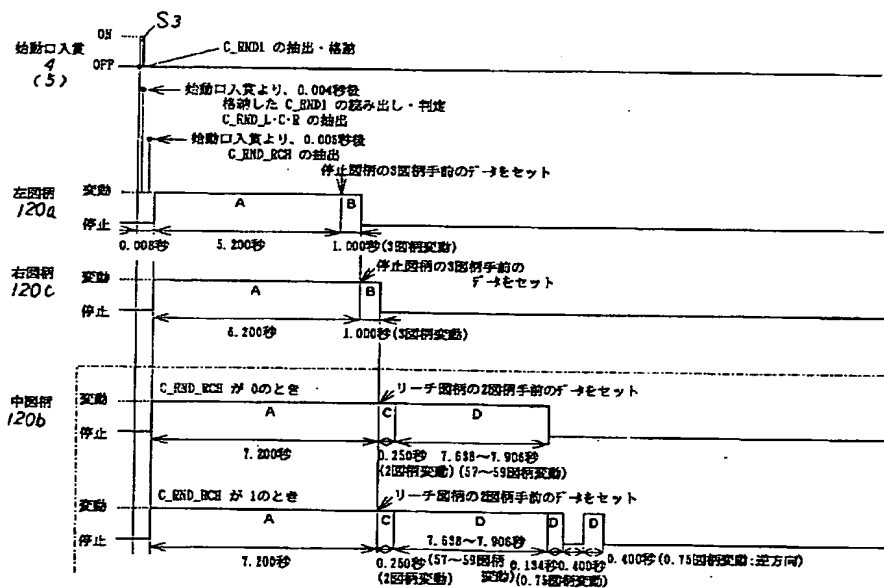 S3
ON
C_RND1 の抽出・格納
始動口入賞
4
(5)
OFF
始動口入賞より、0.004秒後
格納した C_RND1 の読み出し・判定
C_RND_L・C・R の抽出
始動口入賞より、0.005秒後
C_RND_RCH の抽出
停止図柄の3図柄手前のデータをセット
左図柄
120a
変動
A
B
停止
0.008秒
5.200秒
1.000秒(3図柄変動)
停止図柄の3図柄手前の
データをセット
右図柄
120c
変動
A
B
停止
6.200秒
1.000秒(3図柄変動)
C_RND_RCH が 0のとき
リーチ図柄の2図柄手前のデータをセット
中図柄
120b
変動
A
C
D
停止
7.200秒
0.250秒
7.638〜7.906秒
(2図柄変動)
(57〜59図柄変動)
C_RND_RCH が 1のとき
リーチ図柄の2図柄手前のデータをセット
変動
A
C
D
D
D
7.638〜7.906秒
停止
7.200秒
0.250秒
(57〜59図柄変動)
0.134秒
0.400秒
0.400秒(0.75図柄変動:逆方向)
(2図柄変動)
(0.75図柄変動)